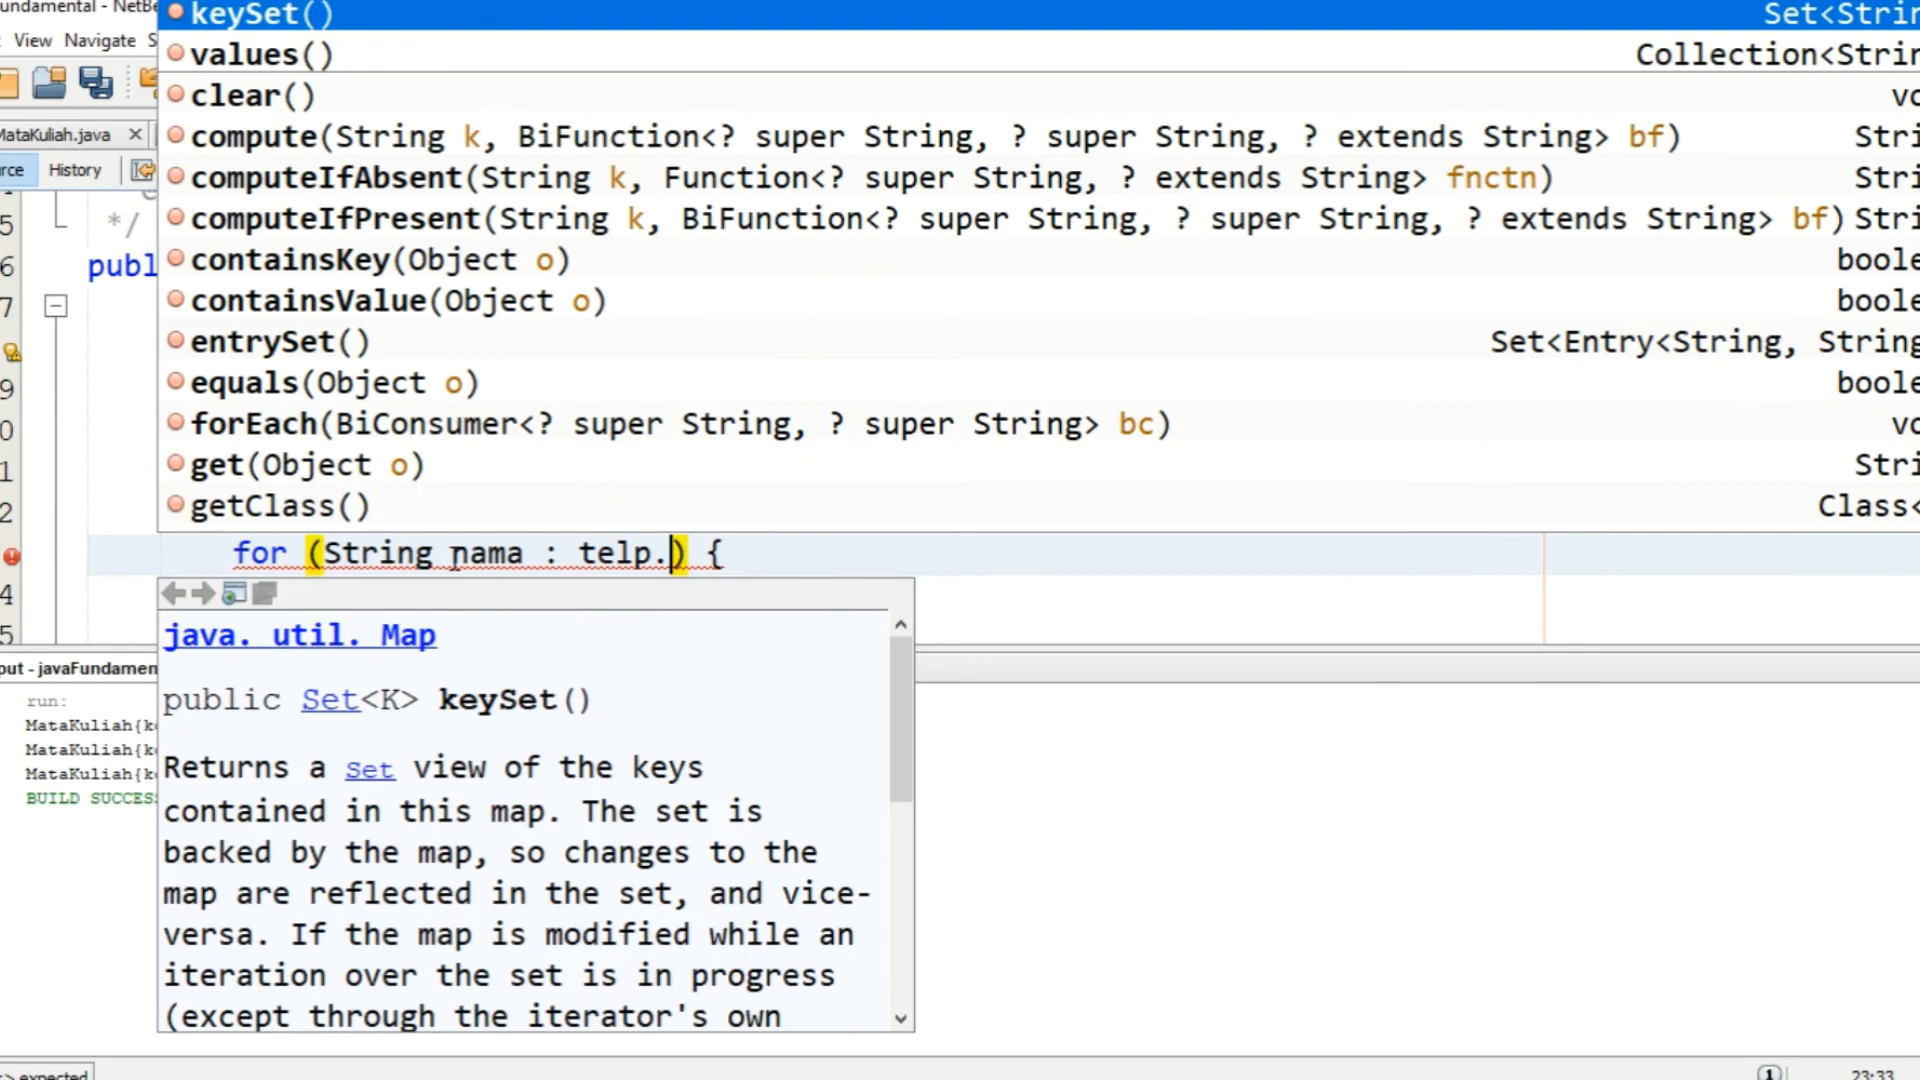 undamental - NetBe
View Navigate S
MataKuliah.java
rce History
keySet() Set<Strin
values() Collection<Strin
clear() vo
compute(String k, BiFunction<? super String, ? super String, ? extends String> bf) Stri
computeIfAbsent(String k, Function<? super String, ? extends String> fnctn) Stri
computeIfPresent(String k, BiFunction<? super String, ? super String, ? extends String> bf) Stri
containsKey(Object o) boole
containsValue(Object o) boole
entrySet() Set<Entry<String, String
equals(Object o) boole
forEach(BiConsumer<? super String, ? super String> bc) vo
get(Object o) Stri
getClass() Class<
5 */
6 publ
7
9
0
1
2
for (String nama : telp.) {
4
5
java. util. Map
public Set<K> keySet()
Returns a Set view of the keys
contained in this map. The set is
backed by the map, so changes to the
map are reflected in the set, and vice-
versa. If the map is modified while an
iteration over the set is in progress
(except through the iterator's own
put - javaFundamen
run:
MataKuliah{k
MataKuliah{k
MataKuliah{k
BUILD SUCCES
> expected
1 23:33